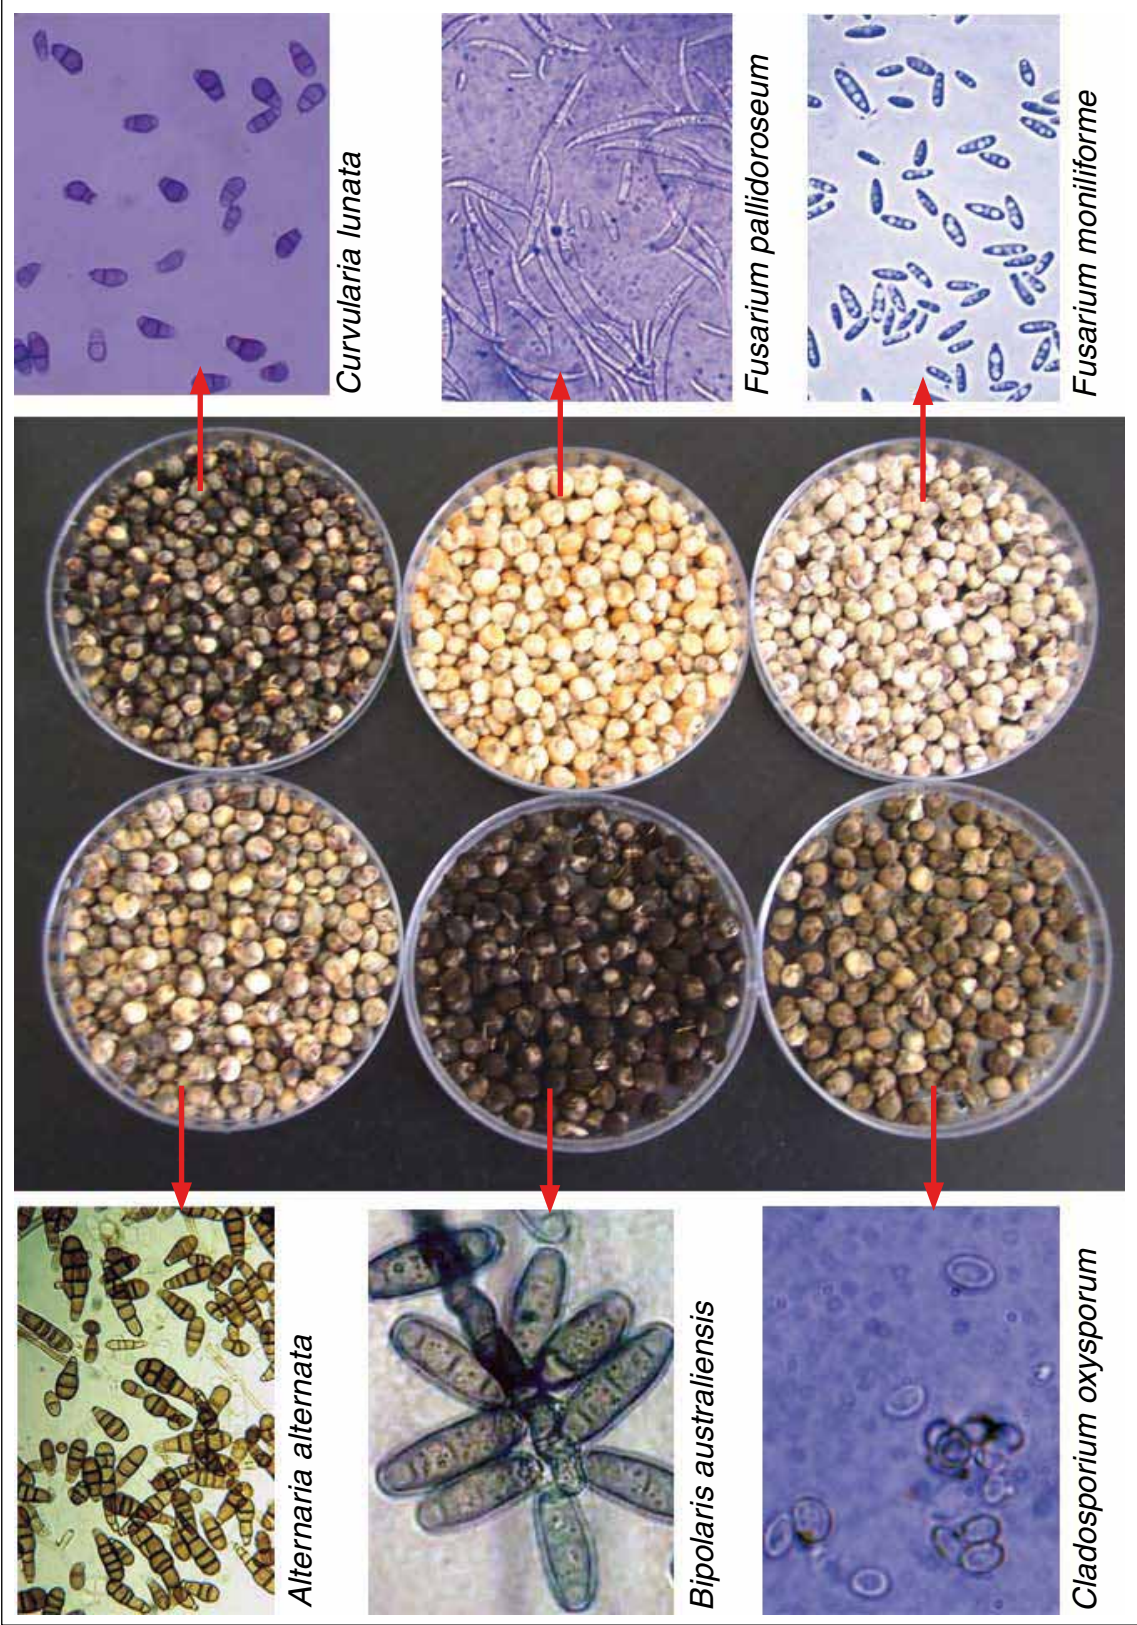 Alternaria alternata
Curvularia lunata
Bipolaris australiensis
Fusarium pallidoroseum
Cladosporium oxysporum
Fusarium moniliforme